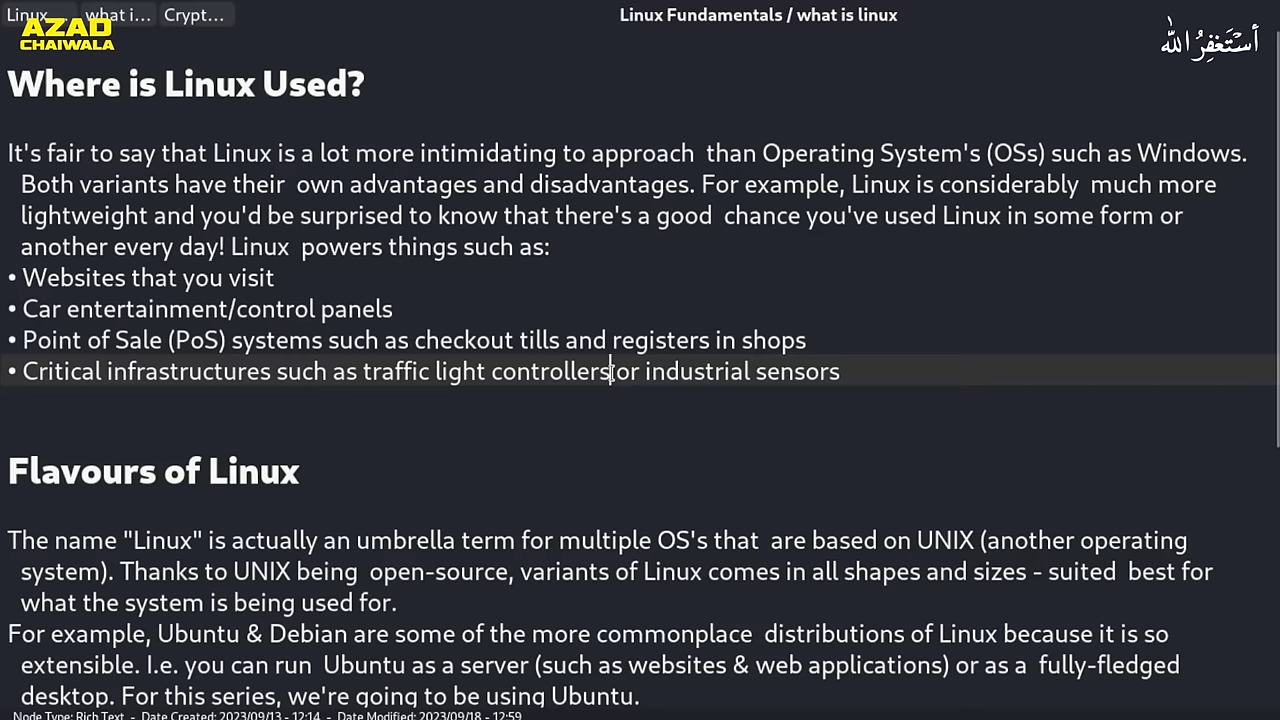 Linux... what i... Crypt...
Linux Fundamentals / what is linux
AZAD
CHAIWALA
أستغفر الله
Where is Linux Used?
It's fair to say that Linux is a lot more intimidating to approach than Operating System's (OSs) such as Windows.
Both variants have their own advantages and disadvantages. For example, Linux is considerably much more
lightweight and you'd be surprised to know that there's a good chance you've used Linux in some form or
another every day! Linux powers things such as:
• Websites that you visit
• Car entertainment/control panels
• Point of Sale (PoS) systems such as checkout tills and registers in shops
• Critical infrastructures such as traffic light controllers or industrial sensors
Flavours of Linux
The name "Linux" is actually an umbrella term for multiple OS's that are based on UNIX (another operating
system). Thanks to UNIX being open-source, variants of Linux comes in all shapes and sizes - suited best for
what the system is being used for.
For example, Ubuntu & Debian are some of the more commonplace distributions of Linux because it is so
extensible. I.e. you can run Ubuntu as a server (such as websites & web applications) or as a fully-fledged
desktop. For this series, we're going to be using Ubuntu.
Node Type: Rich Text - Date Created: 2023/09/13 - 12:14 - Date Modified: 2023/09/18 - 12:59